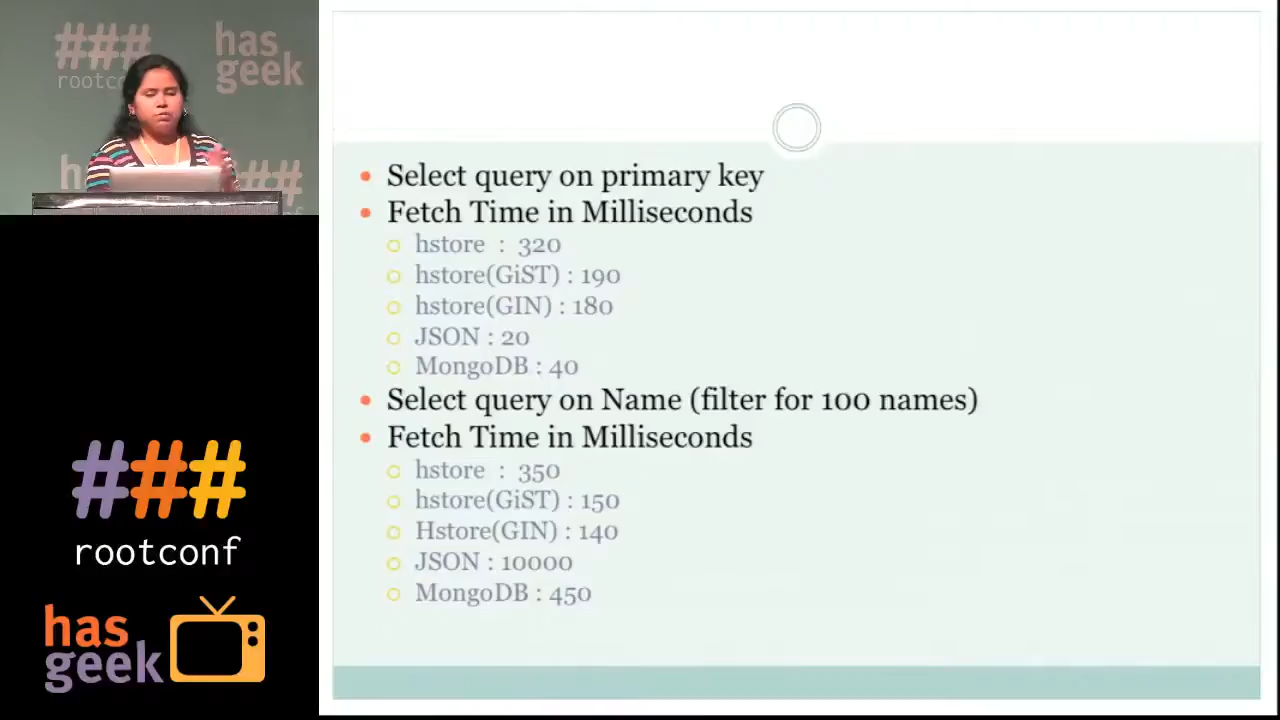 ###
rootco
has
geek
h
###
Select query on primary key
Fetch Time in Milliseconds
hstore : 320
hstore(GiST) : 190
hstore(GIN) : 180
JSON : 20
MongoDB : 40
Select query on Name (filter for 100 names)
Fetch Time in Milliseconds
hstore : 350
hstore(GiST) : 150
Hstore(GIN) : 140
JSON : 10000
MongoDB : 450
###
rootconf
has
geek